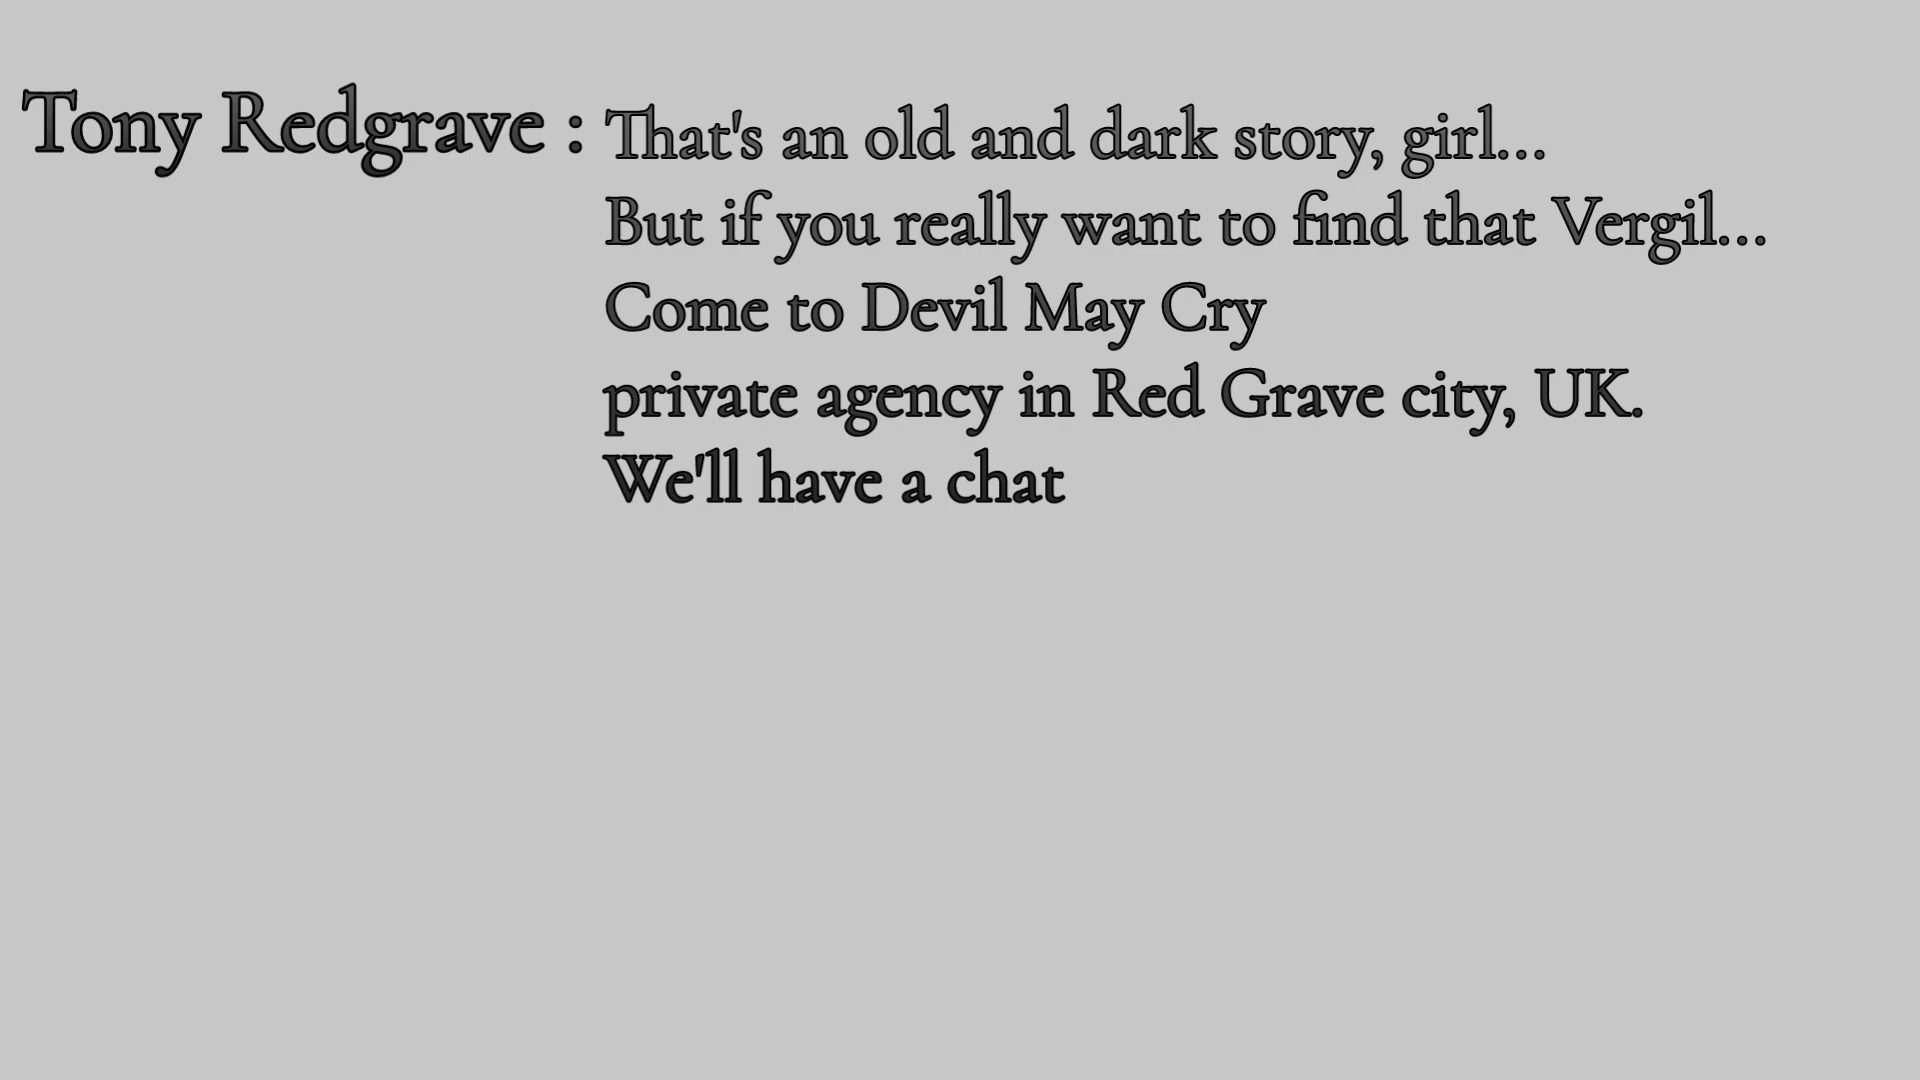 Tony Redgrave : That's an old and dark story, girl...
But if you really want to find that Vergil...
Come to Devil May Cry
private agency in Red Grave city, UK.
We'll have a chat